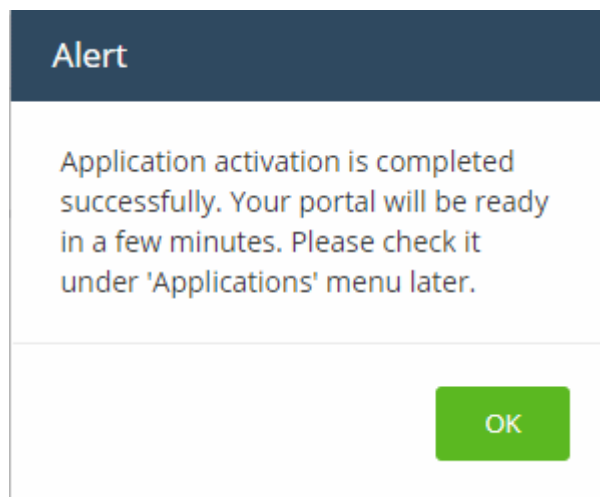 Alert
Application activation is completed
successfully. Your portal will be ready
in a few minutes. Please check it
under 'Applications' menu later.
OK